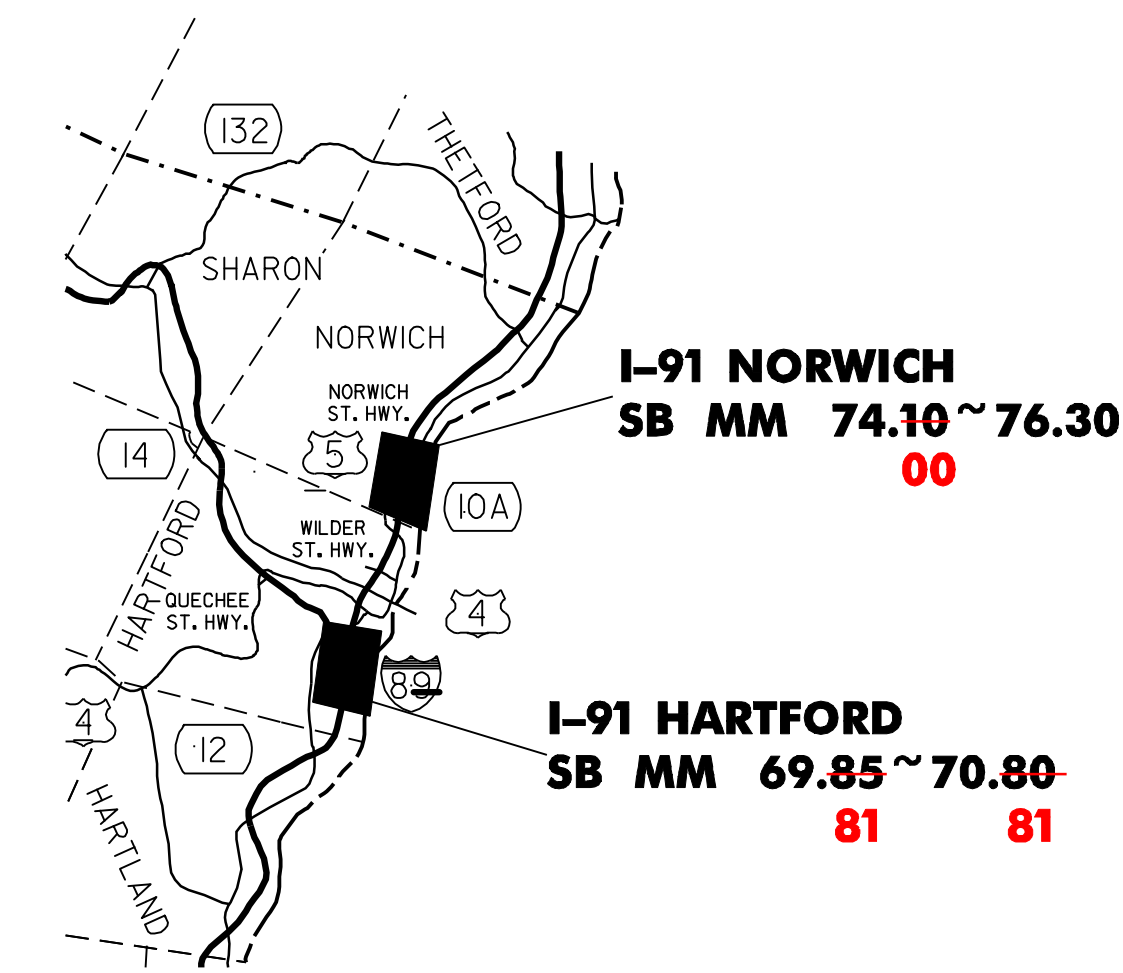 132
THETFORD
SHARON
NORWICH
I-91 NORWICH
SB MM 74.10 ~ 76.30
00
NORWICH
ST. HWY.
5
14
10A
HARTFORD
WILDER
ST. HWY.
QUECHEE
ST. HWY.
4
89
4
12
I-91 HARTFORD
SB MM 69.85 ~ 70.80
81 81
HARTLAND